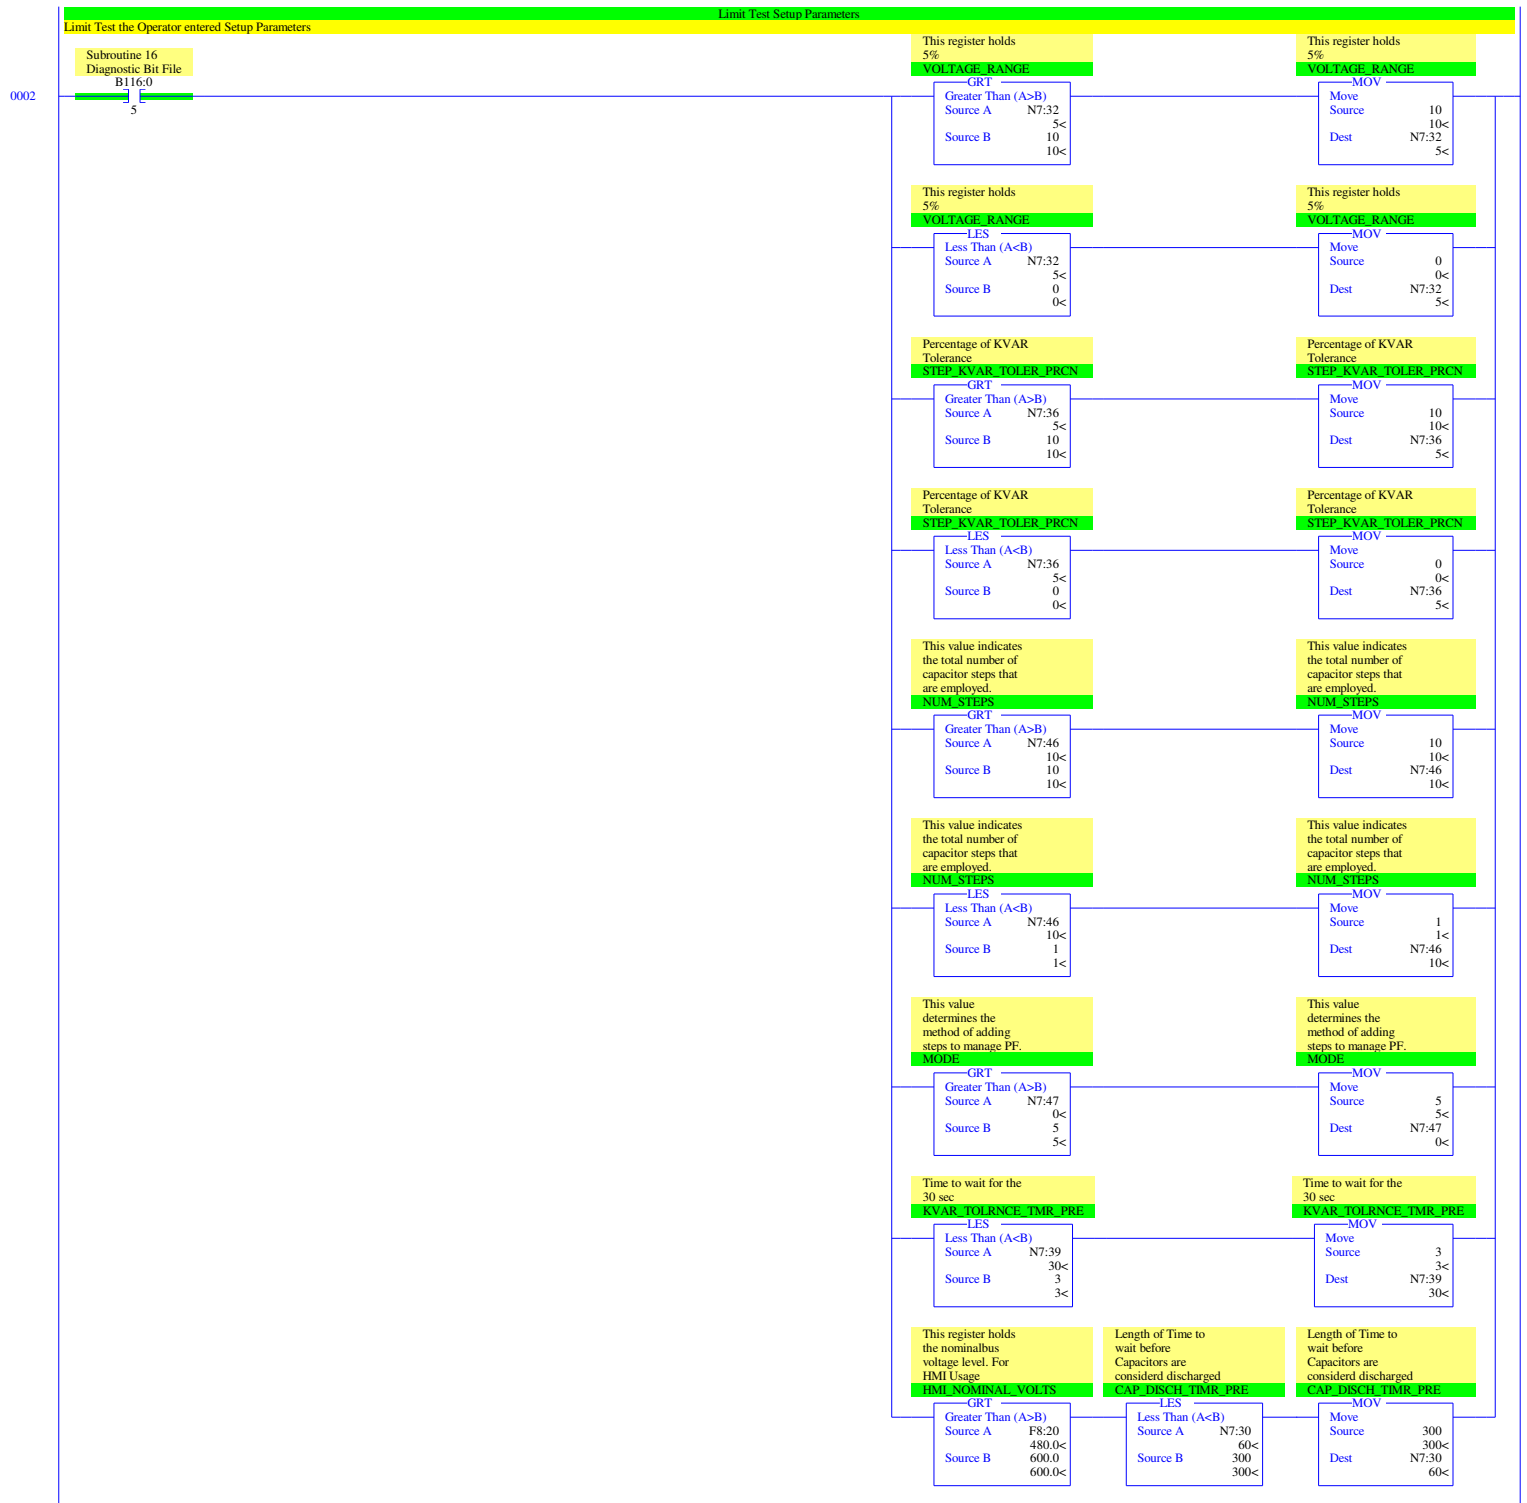 Limit Test Setup Parameters
Limit Test the Operator entered Setup Parameters
Subroutine 16
Diagnostic Bit File
B116:0
5
0002
This register holds
5%
VOLTAGE_RANGE
GRT
Greater Than (A>B)
Source A N7:32
5<
Source B 10
10<
This register holds
5%
VOLTAGE_RANGE
MOV
Move
Source 10
10<
Dest N7:32
5<
This register holds
5%
VOLTAGE_RANGE
LES
Less Than (A<B)
Source A N7:32
5<
Source B 0
0<
This register holds
5%
VOLTAGE_RANGE
MOV
Move
Source 0
0<
Dest N7:32
5<
Percentage of KVAR
Tolerance
STEP_KVAR_TOLER_PRCN
GRT
Greater Than (A>B)
Source A N7:36
5<
Source B 10
10<
Percentage of KVAR
Tolerance
STEP_KVAR_TOLER_PRCN
MOV
Move
Source 10
10<
Dest N7:36
5<
Percentage of KVAR
Tolerance
STEP_KVAR_TOLER_PRCN
LES
Less Than (A<B)
Source A N7:36
5<
Source B 0
0<
Percentage of KVAR
Tolerance
STEP_KVAR_TOLER_PRCN
MOV
Move
Source 0
0<
Dest N7:36
5<
This value indicates
the total number of
capacitor steps that
are employed.
NUM_STEPS
GRT
Greater Than (A>B)
Source A N7:46
10<
Source B 10
10<
This value indicates
the total number of
capacitor steps that
are employed.
NUM_STEPS
MOV
Move
Source 10
10<
Dest N7:46
10<
This value indicates
the total number of
capacitor steps that
are employed.
NUM_STEPS
LES
Less Than (A<B)
Source A N7:46
10<
Source B 1
1<
This value indicates
the total number of
capacitor steps that
are employed.
NUM_STEPS
MOV
Move
Source 1
1<
Dest N7:46
10<
This value
determines the
method of adding
steps to manage PF.
MODE
GRT
Greater Than (A>B)
Source A N7:47
0<
Source B 5
5<
This value
determines the
method of adding
steps to manage PF.
MODE
MOV
Move
Source 5
5<
Dest N7:47
0<
Time to wait for the
30 sec
KVAR_TOLRNCE_TMR_PRE
LES
Less Than (A<B)
Source A N7:39
30<
Source B 3
3<
Time to wait for the
30 sec
KVAR_TOLRNCE_TMR_PRE
MOV
Move
Source 3
3<
Dest N7:39
30<
This register holds
the nominalbus
voltage level. For
HMI Usage
HMI_NOMINAL_VOLTS
GRT
Greater Than (A>B)
Source A F8:20
480.0<
Source B 600.0
600.0<
Length of Time to
wait before
Capacitors are
considerd discharged
CAP_DISCH_TIMR_PRE
LES
Less Than (A<B)
Source A N7:30
60<
Source B 300
300<
Length of Time to
wait before
Capacitors are
considerd discharged
CAP_DISCH_TIMR_PRE
MOV
Move
Source 300
300<
Dest N7:30
60<